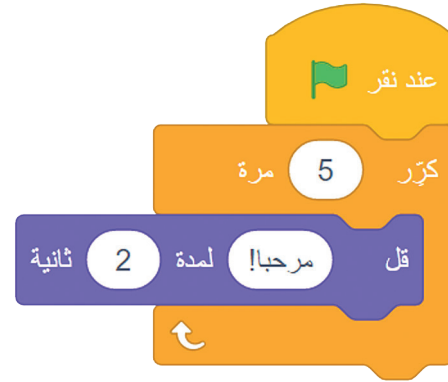 عند نقر
كرّر 5 مرة
قل مرحبا! لمدة 2 ثانية